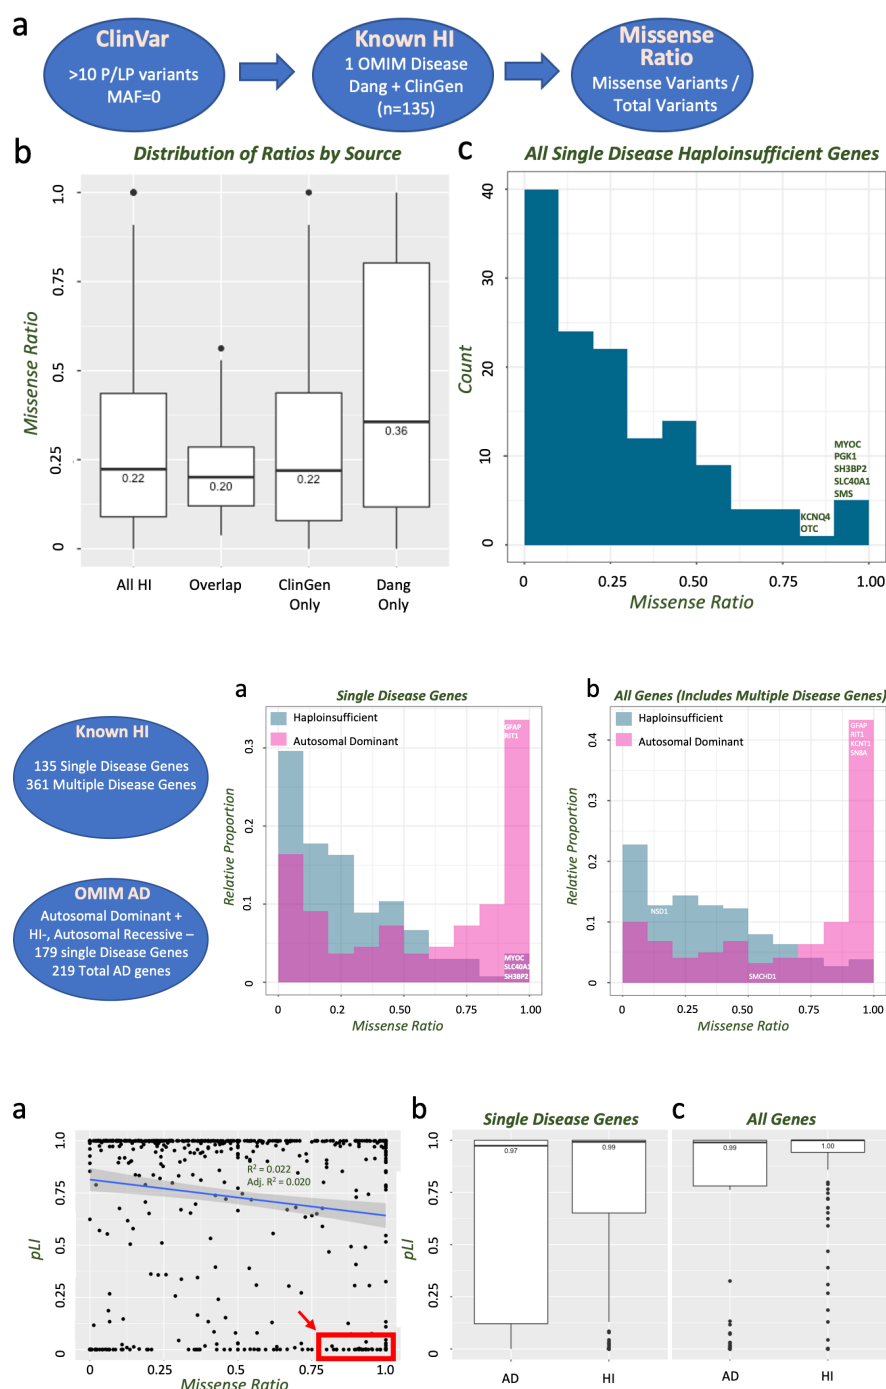 a
ClinVar
>10 P/LP variants
MAF=0
Known HI
1 OMIM Disease
Dang + ClinGen
(n=135)
Missense
Ratio
Missense Variants /
Total Variants
b
Distribution of Ratios by Source
Missense Ratio
1.0
0.75
0.5
0.25
0
0.22
0.20
0.22
0.36
All HI
Overlap
ClinGen
Only
Dang
Only
c
All Single Disease Haploinsufficient Genes
Count
40
30
20
10
0
MYOC
PGK1
SH3BP2
SLC40A1
SMS
KCNQ4
OTC
0
0.25
0.50
0.75
1.00
Missense Ratio
Known HI
135 Single Disease Genes
361 Multiple Disease Genes
OMIM AD
Autosomal Dominant +
HI-, Autosomal Recessive –
179 single Disease Genes
219 Total AD genes
a
Single Disease Genes
Haploinsufficient
Autosomal Dominant
GFAP
RIT1
Relative Proportion
0.3
0.2
0.1
0
MYOC
SLC40A1
SH3BP2
0
0.2
0.50
0.75
1.00
Missense Ratio
b
All Genes (Includes Multiple Disease Genes)
Haploinsufficient
Autosomal Dominant
GFAP
RIT1
KCNT1
SN8A
Relative Proportion
0.4
0.3
0.2
0.1
0
NSD1
SMCHD1
0
0.25
0.50
0.75
1.00
Missense Ratio
a
pLI
1.0
0.75
0.5
0.25
0
R² = 0.022
Adj. R² = 0.020
0
0.25
0.5
0.75
1.0
Missense Ratio
b
Single Disease Genes
pLI
1.0
0.75
0.5
0.25
0
0.97
0.99
AD
HI
c
All Genes
0.99
1.00
AD
HI